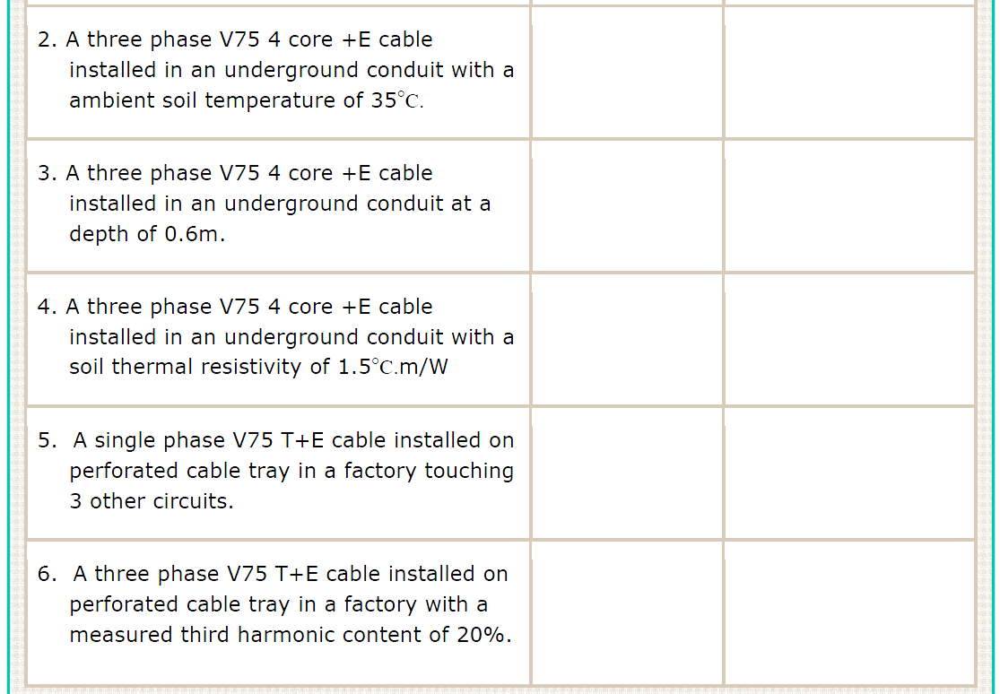 2. A three phase V75 4 core +E cable
installed in an underground conduit with a
ambient soil temperature of 35°C.
3. A three phase V75 4 core +E cable
installed in an underground conduit at a
depth of 0.6m.
4. A three phase V75 4 core +E cable
installed in an underground conduit with a
soil thermal resistivity of 1.5°C.m/W
5. A single phase V75 T+E cable installed on
perforated cable tray in a factory touching
3 other circuits.
6. A three phase V75 T+E cable installed on
perforated cable tray in a factory with a
measured third harmonic content of 20%.